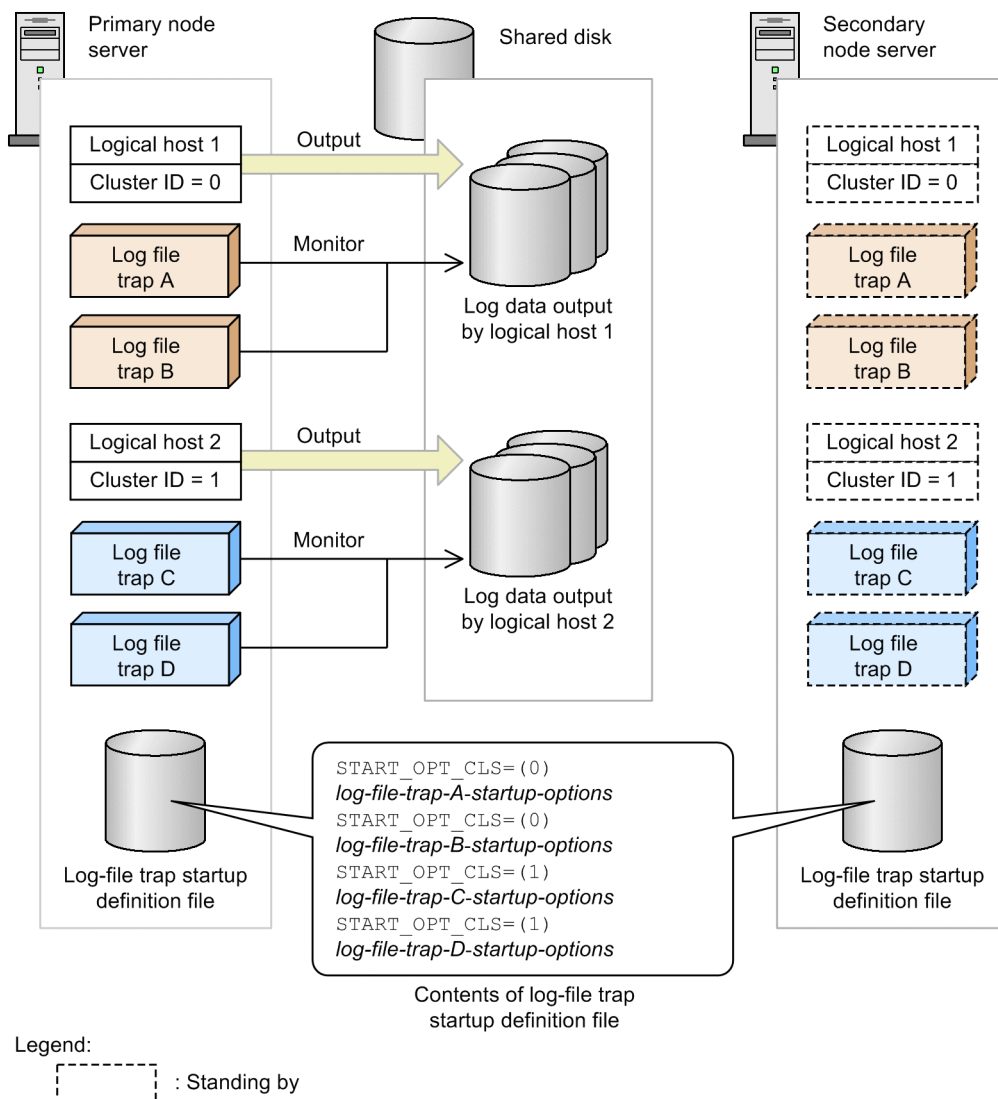 Primary node
server
Shared disk
Secondary
node server
Logical host 1
Cluster ID = 0
Output
Log file
trap A
Monitor
Log file
trap B
Log data output
by logical host 1
Logical host 2
Cluster ID = 1
Output
Log file
trap C
Monitor
Log file
trap D
Log data output
by logical host 2
Logical host 1
Cluster ID = 0
Log file
trap A
Log file
trap B
Logical host 2
Cluster ID = 1
Log file
trap C
Log file
trap D
Log-file trap startup
definition file
START_OPT_CLS=(0)
log-file-trap-A-startup-options
START_OPT_CLS=(0)
log-file-trap-B-startup-options
START_OPT_CLS=(1)
log-file-trap-C-startup-options
START_OPT_CLS=(1)
log-file-trap-D-startup-options
Contents of log-file trap
startup definition file
Log-file trap startup
definition file
Legend:
: Standing by